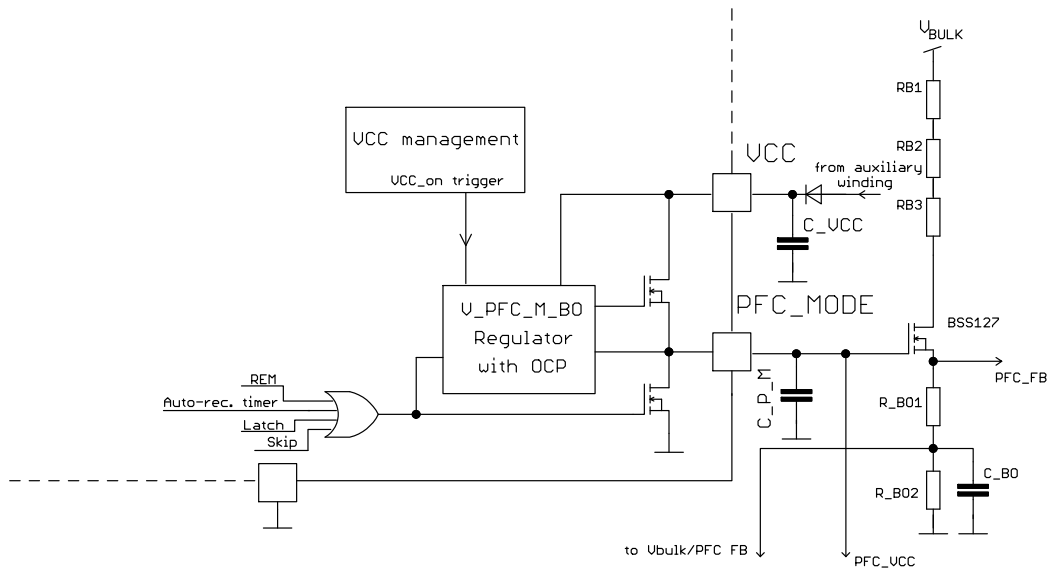 VBULK
RB1
VCC management
RB2
VCC
from auxiliary
winding
VCC_on trigger
RB3
C_VCC
PFC_MODE
V_PFC_M_BO
Regulator
with OCP
BSS127
PFC_FB
C_P_M
REM
Auto-rec. timer
Latch
Skip
R_BO1
C_BO
R_BO2
to Vbulk/PFC FB
PFC_VCC